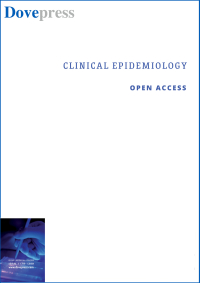 Dovepress
CLINICAL EPIDEMIOLOGY
OPEN ACCESS